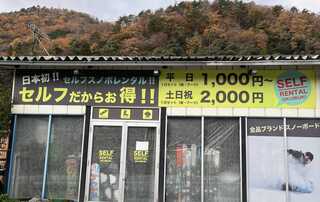 日本初!! セルフスノボレンタル!!
セルフだからお得!!
平日 1,000円~
土日祝 2,000円
SELF
RENTAL
SELF
RENTAL
SELF
RENTAL
全品ブランドスノーボード